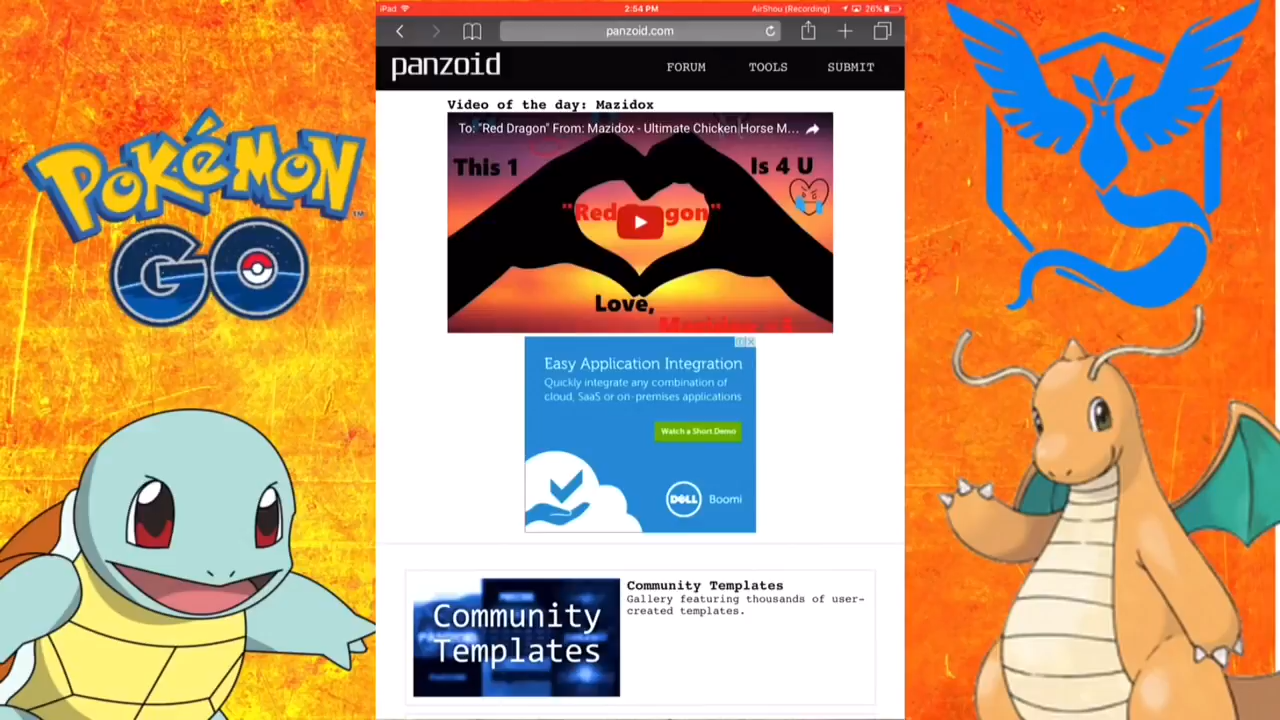 iPad
2:54 PM
AirShou (Recording)
26%
panzoid.com
panzoid
FORUM
TOOLS
SUBMIT
Video of the day: Mazidox
To: "Red Dragon" From: Mazidox - Ultimate Chicken Horse M...
This 1
Is 4 U
Love,
Easy Application Integration
Quickly integrate any combination of
cloud, SaaS or on-premises applications
Watch a Short Demo
DELL
Boomi
Community Templates
Gallery featuring thousands of user-
created templates.
Community
Templates
POKéMON
TM
GO